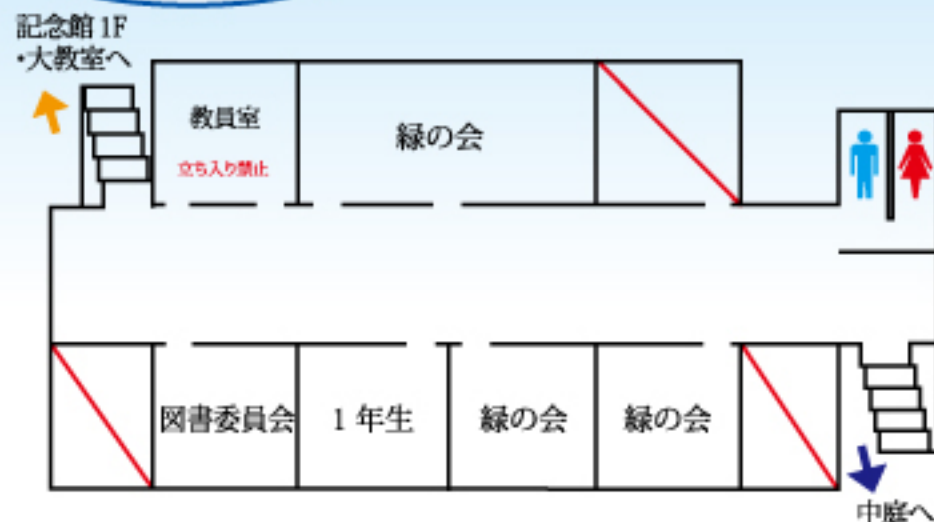 記念館 1F
・大教室へ
教員室
立ち入り禁止
緑の会
図書委員会
1 年生
緑の会
緑の会
中庭へ